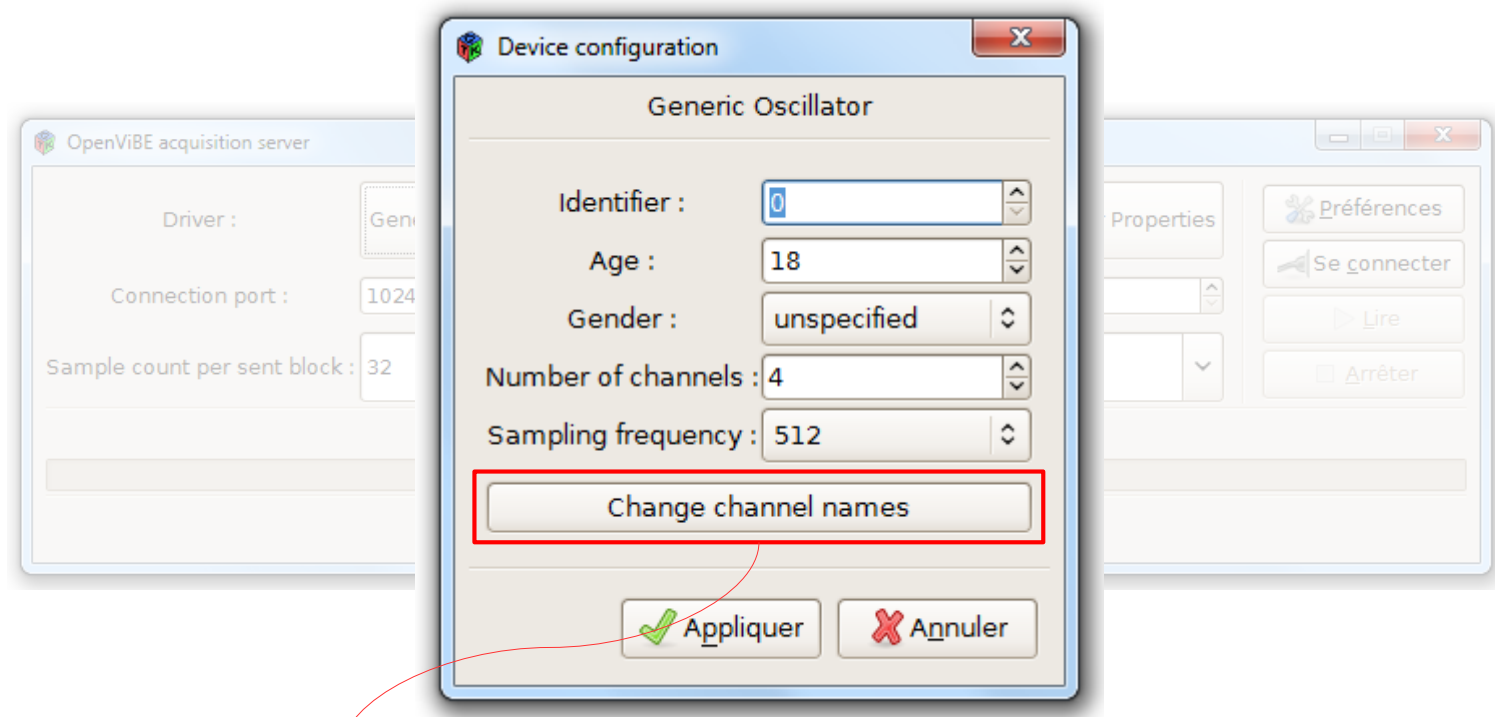 Device configuration
Generic Oscillator
Identifier : 0
Age : 18
Gender : unspecified
Number of channels : 4
Sampling frequency : 512
Change channel names
Appliquer Annuler
OpenViBE acquisition server
Driver : Gen
Properties
Connection port : 1024
Sample count per sent block : 32
Préférences
Se connecter
Lire
Arrêter